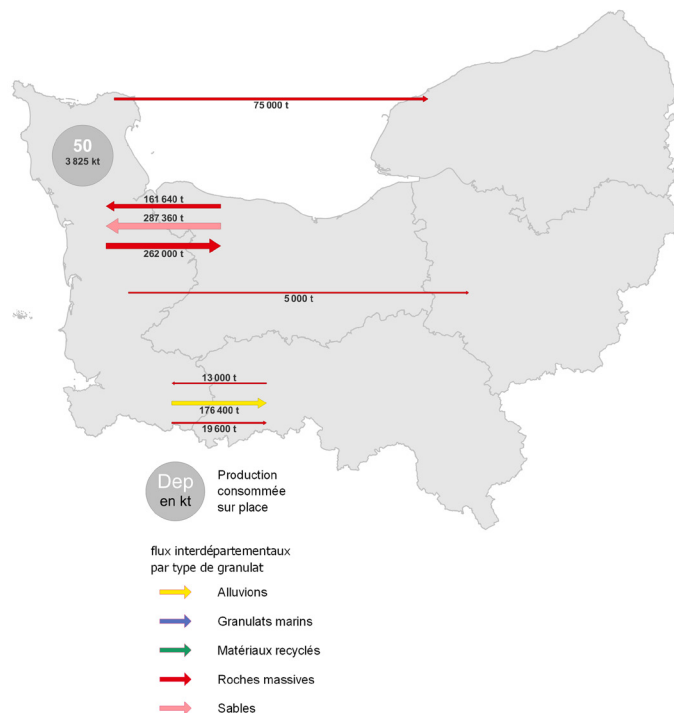 75 000 t
50
3 825 kt
161 640 t
287 360 t
262 000 t
5 000 t
13 000 t
176 400 t
19 600 t
Dep
en kt
Production
consommée
sur place
flux interdépartementaux
par type de granulat
Alluvions
Granulats marins
Matériaux recyclés
Roches massives
Sables